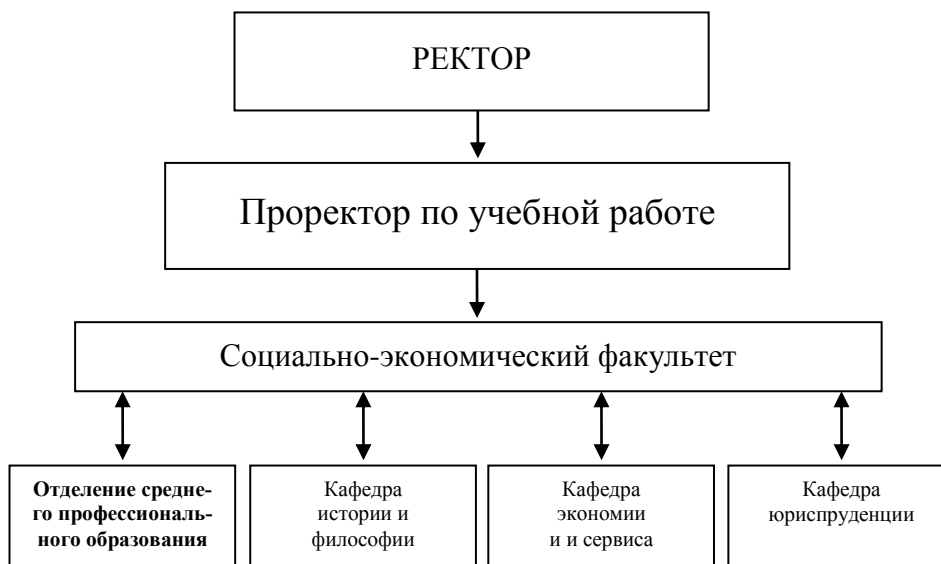 РЕКТОР
Проректор по учебной работе
Социально-экономический факультет
Отделение средне-
го профессиональ-
ного образования
Кафедра
истории и
философии
Кафедра
экономии
и и сервиса
Кафедра
юриспруденции